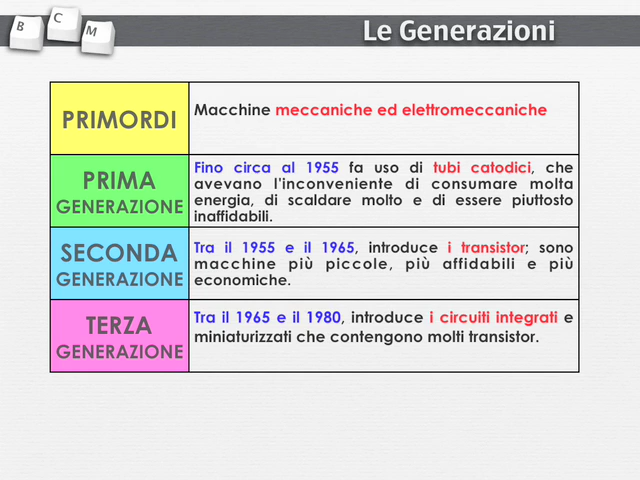 B
C
M
Le Generazioni
PRIMORDI
Macchine meccaniche ed elettromeccaniche
PRIMA
GENERAZIONE
Fino circa al 1955 fa uso di tubi catodici, che
avevano l'inconveniente di consumare molta
energia, di scaldare molto e di essere piuttosto
inaffidabili.
SECONDA
GENERAZIONE
Tra il 1955 e il 1965, introduce i transistor; sono
macchine più piccole, più affidabili e più
economiche.
TERZA
GENERAZIONE
Tra il 1965 e il 1980, introduce i circuiti integrati e
miniaturizzati che contengono molti transistor.